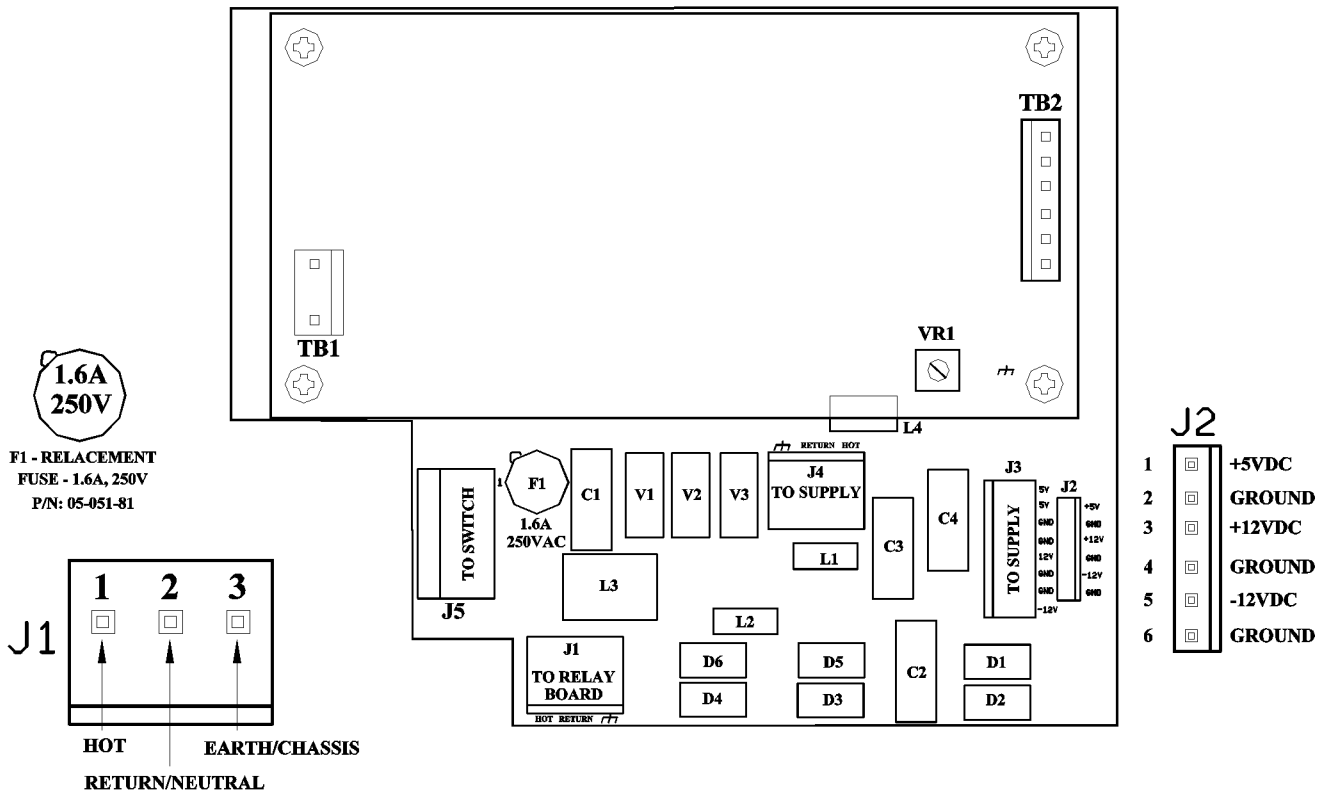 TB2
TB1
VR1
L4
1.6A
250V
F1 - RELACEMENT
FUSE - 1.6A, 250V
P/N: 05-051-81
J1
1 2 3
HOT
EARTH/CHASSIS
RETURN/NEUTRAL
TO SWITCH
J5
1
F1
1.6A
250VAC
C1
V1
V2
V3
RETURN HOT
J4
TO SUPPLY
L1
L2
L3
C3
C4
J3
TO SUPPLY
5V
5V
GND
GND
12V
GND
GND
-12V
J2
+5V
GND
+12V
GND
-12V
GND
J1
TO RELAY
BOARD
HOT RETURN
D6
D4
D5
D3
C2
D1
D2
J2
1 +5VDC
2 GROUND
3 +12VDC
4 GROUND
5 -12VDC
6 GROUND